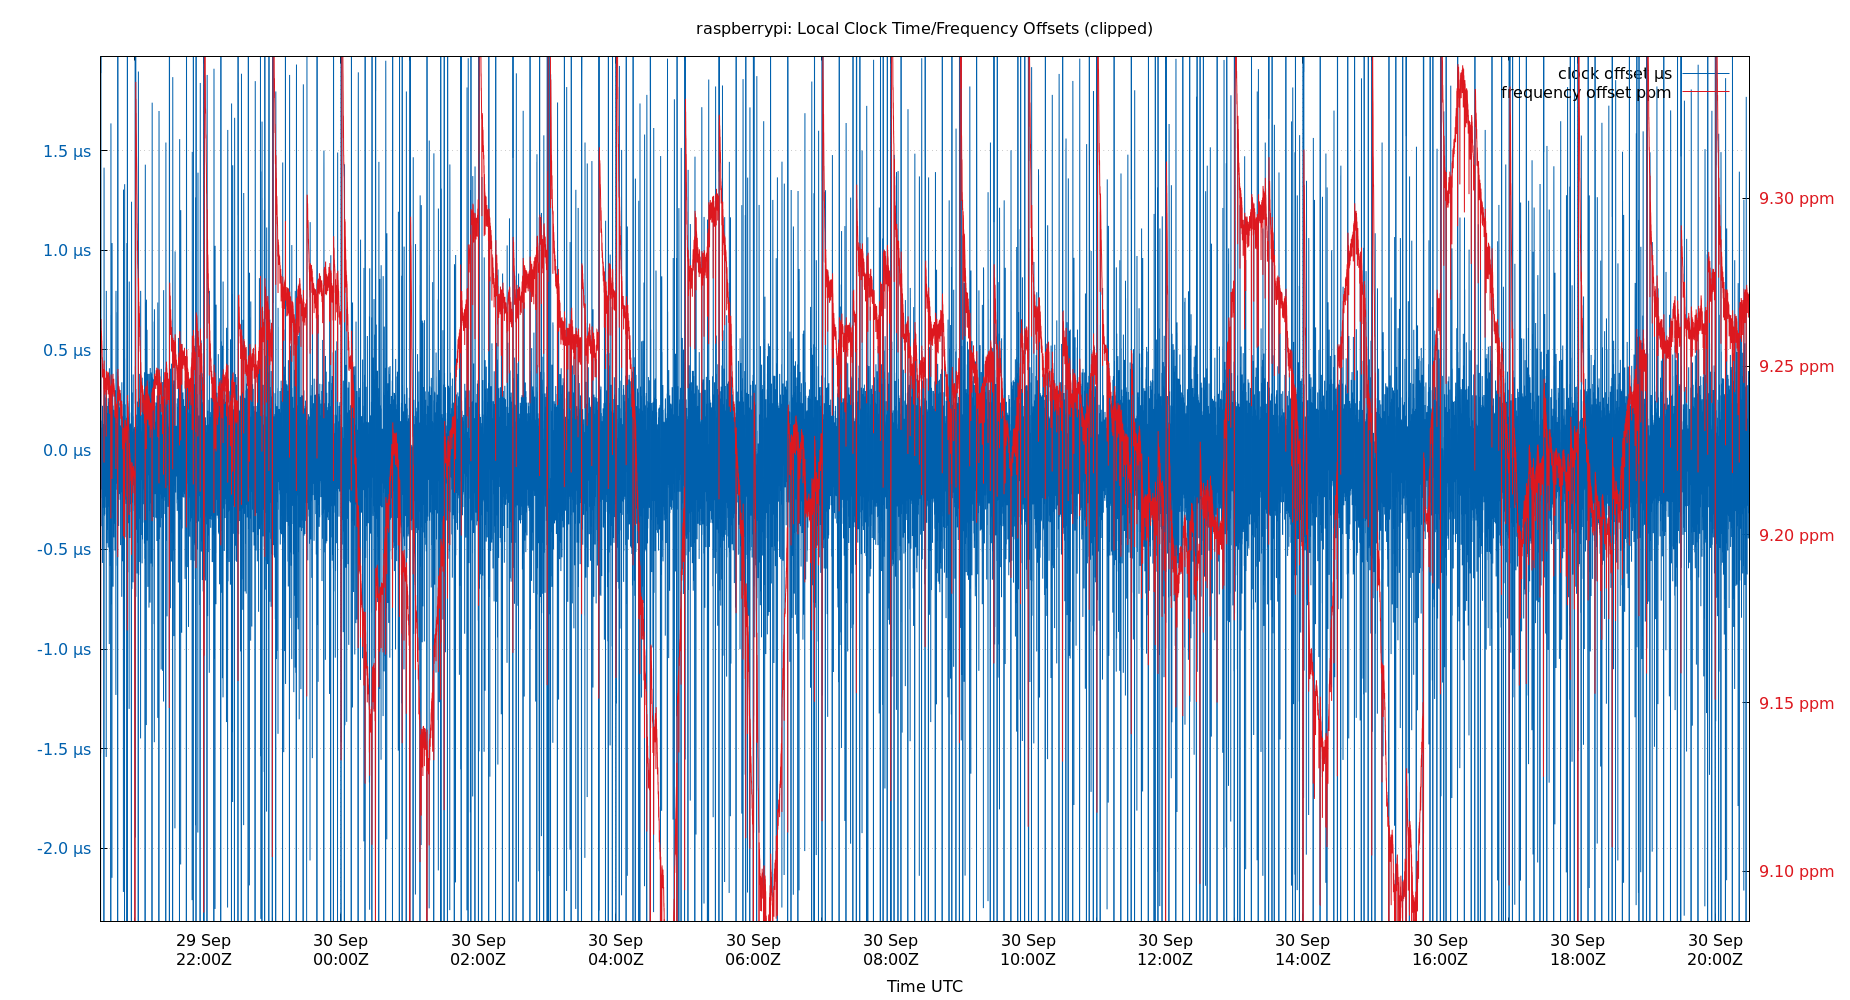 raspberrypi: Local Clock Time/Frequency Offsets (clipped)
clock offset µs
frequency offset ppm
1.5 µs
1.0 µs
0.5 µs
0.0 µs
-0.5 µs
-1.0 µs
-1.5 µs
-2.0 µs
9.30 ppm
9.25 ppm
9.20 ppm
9.15 ppm
9.10 ppm
29 Sep 30 Sep 30 Sep 30 Sep 30 Sep 30 Sep 30 Sep 30 Sep 30 Sep 30 Sep 30 Sep 30 Sep
22:00Z 00:00Z 02:00Z 04:00Z 06:00Z 08:00Z 10:00Z 12:00Z 14:00Z 16:00Z 18:00Z 20:00Z
Time UTC